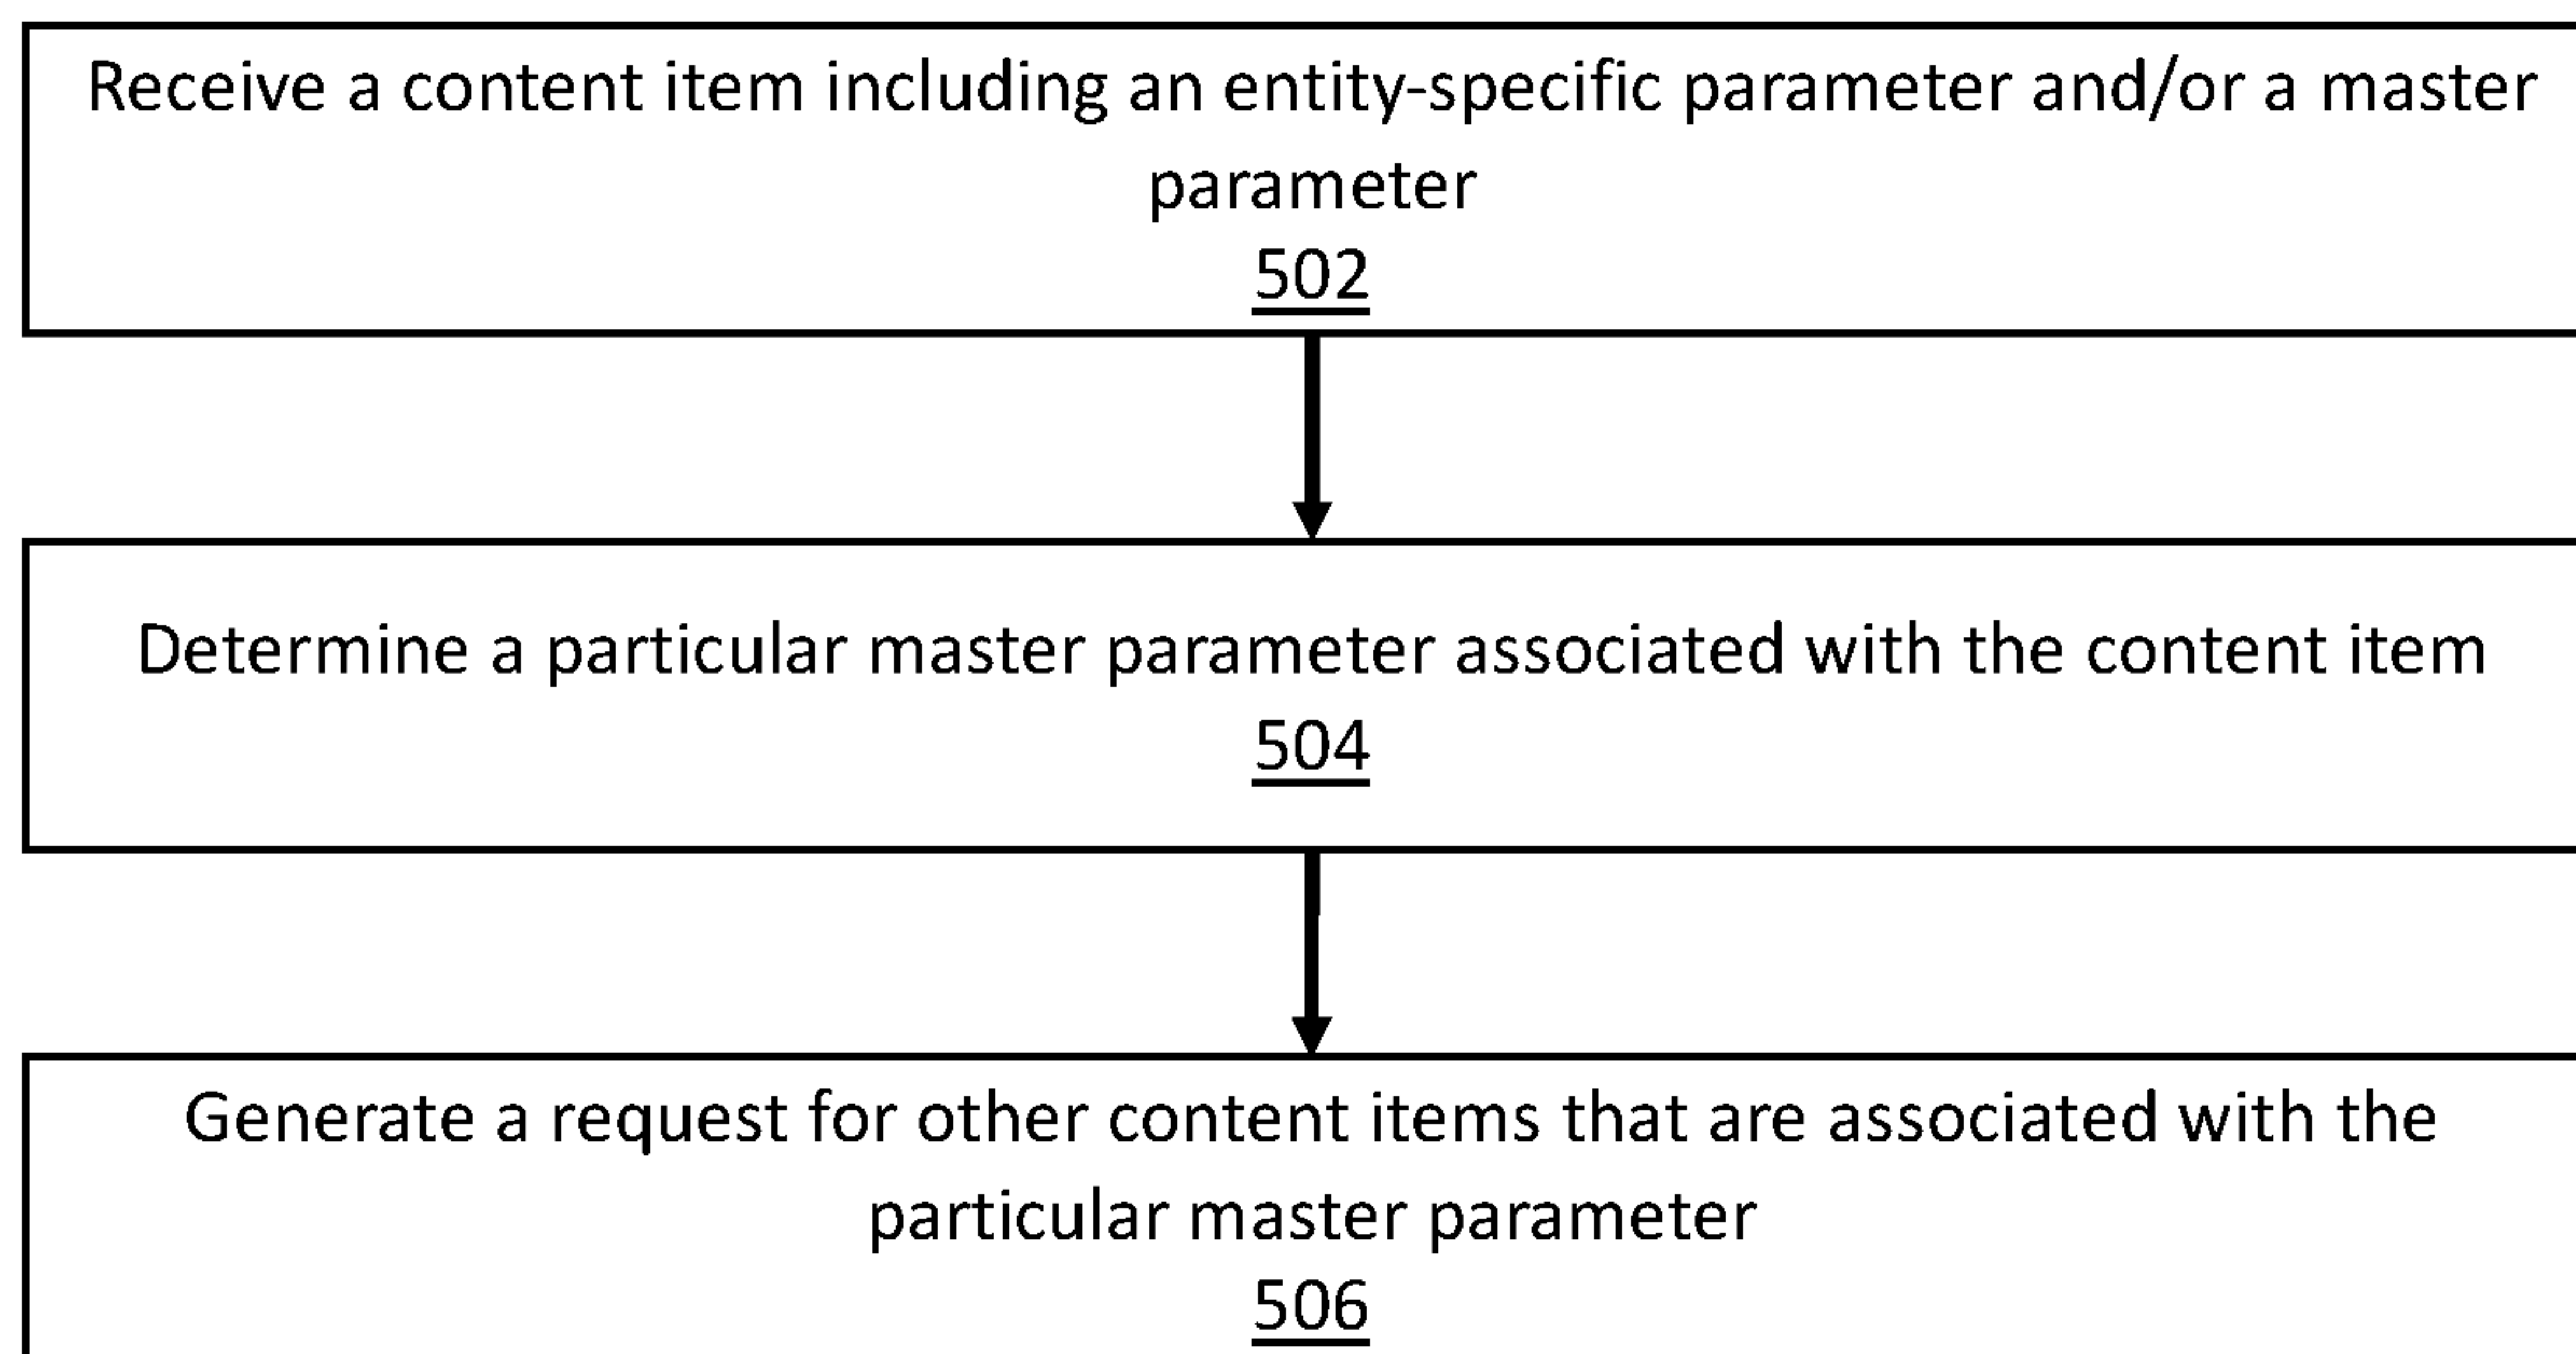 Receive a content item including an entity-specific parameter and/or a master
parameter
502
Determine a particular master parameter associated with the content item
504
Generate a request for other content items that are associated with the
particular master parameter
506